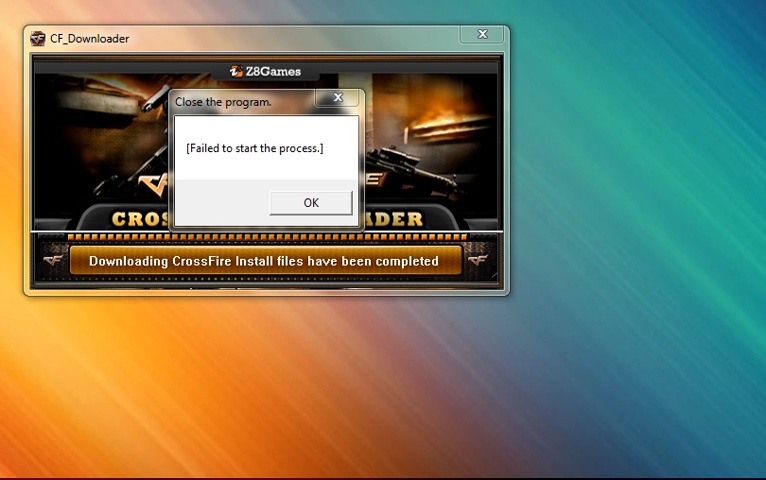 CF_Downloader
Z8Games
Close the program.
[Failed to start the process.]
OK
Downloading CrossFire Install files have been completed